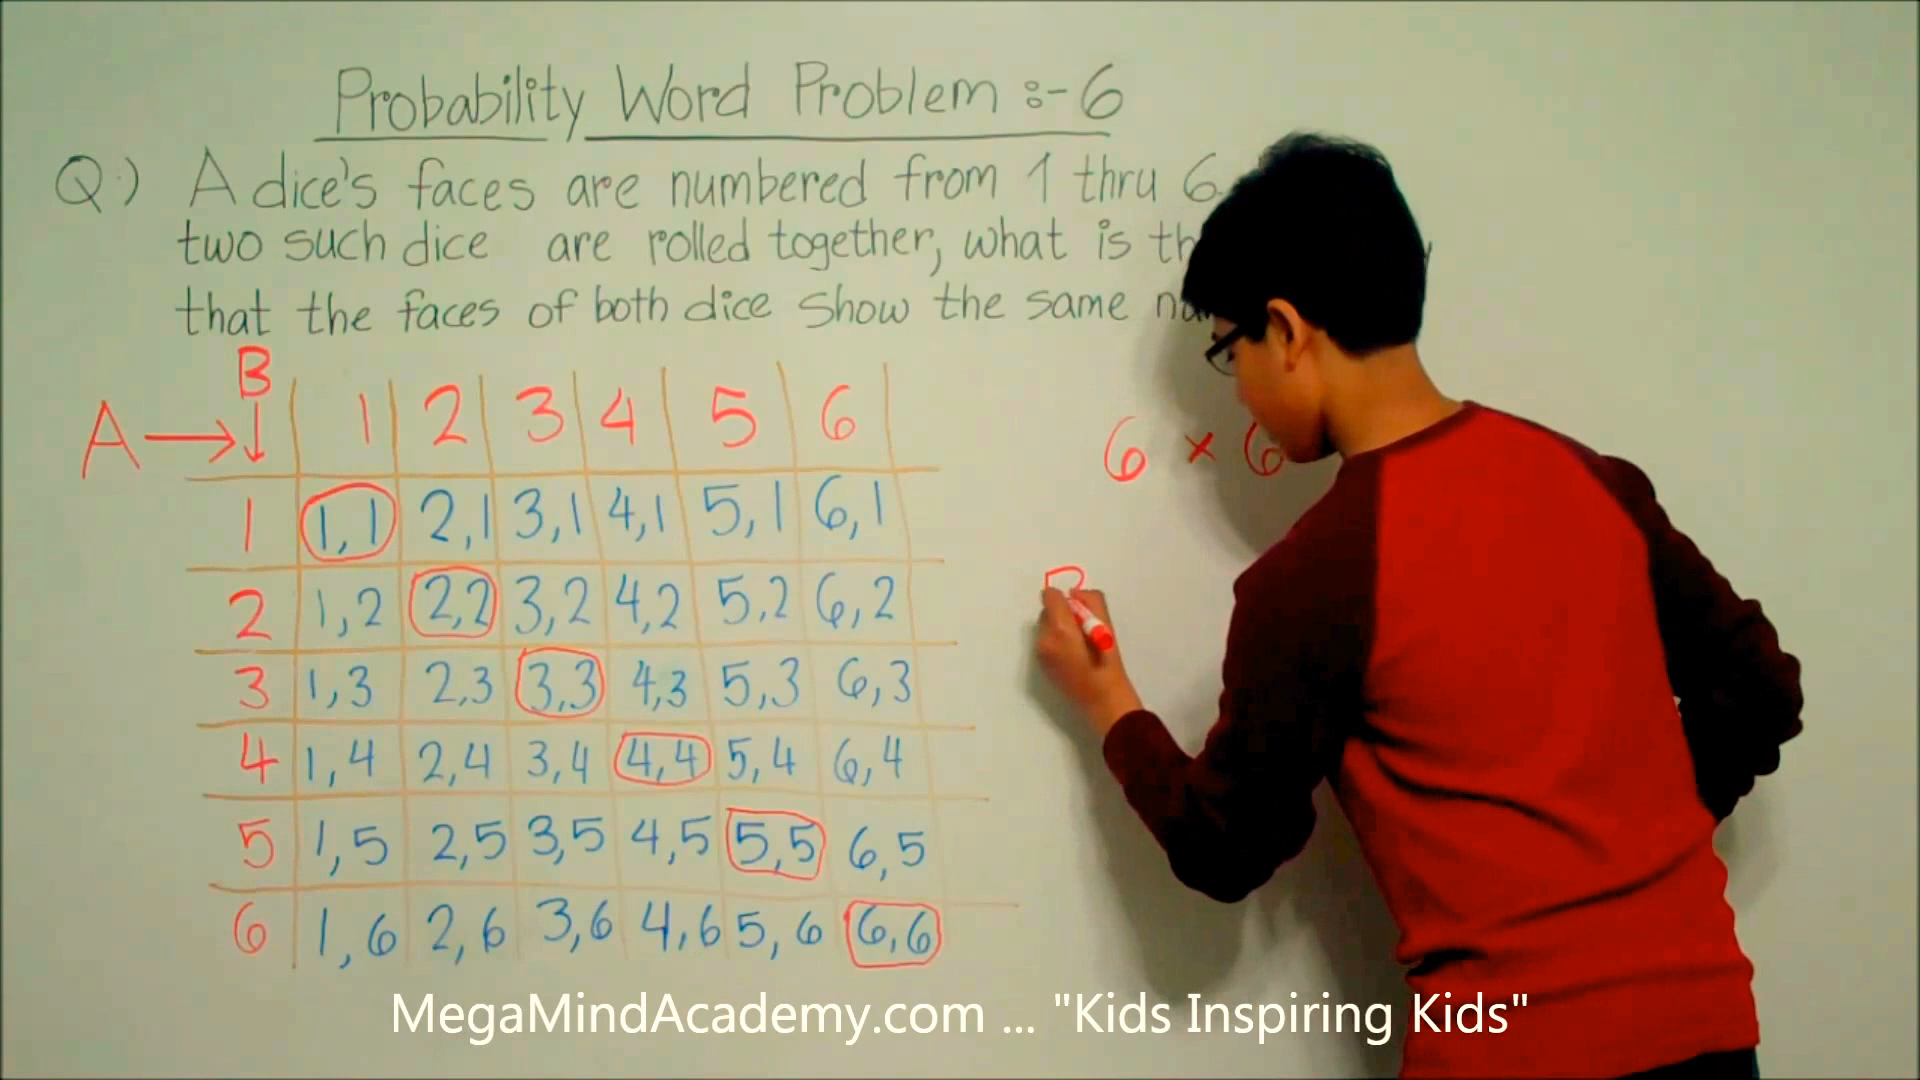 Probability Word Problem :-6
Q.) A dice's faces are numbered from 1 thru 6.
two such dice are rolled together, what is
that the faces of both dice show the same
B
A → ↓ 1 2 3 4 5 6
6 × 6
1 1,1 2,1 3,1 4,1 5,1 6,1
2 1,2 2,2 3,2 4,2 5,2 6,2
3 1,3 2,3 3,3 4,3 5,3 6,3
4 1,4 2,4 3,4 4,4 5,4 6,4
5 1,5 2,5 3,5 4,5 5,5 6,5
6 1,6 2,6 3,6 4,6 5,6 6,6
MegaMindAcademy.com ... "Kids Inspiring Kids"